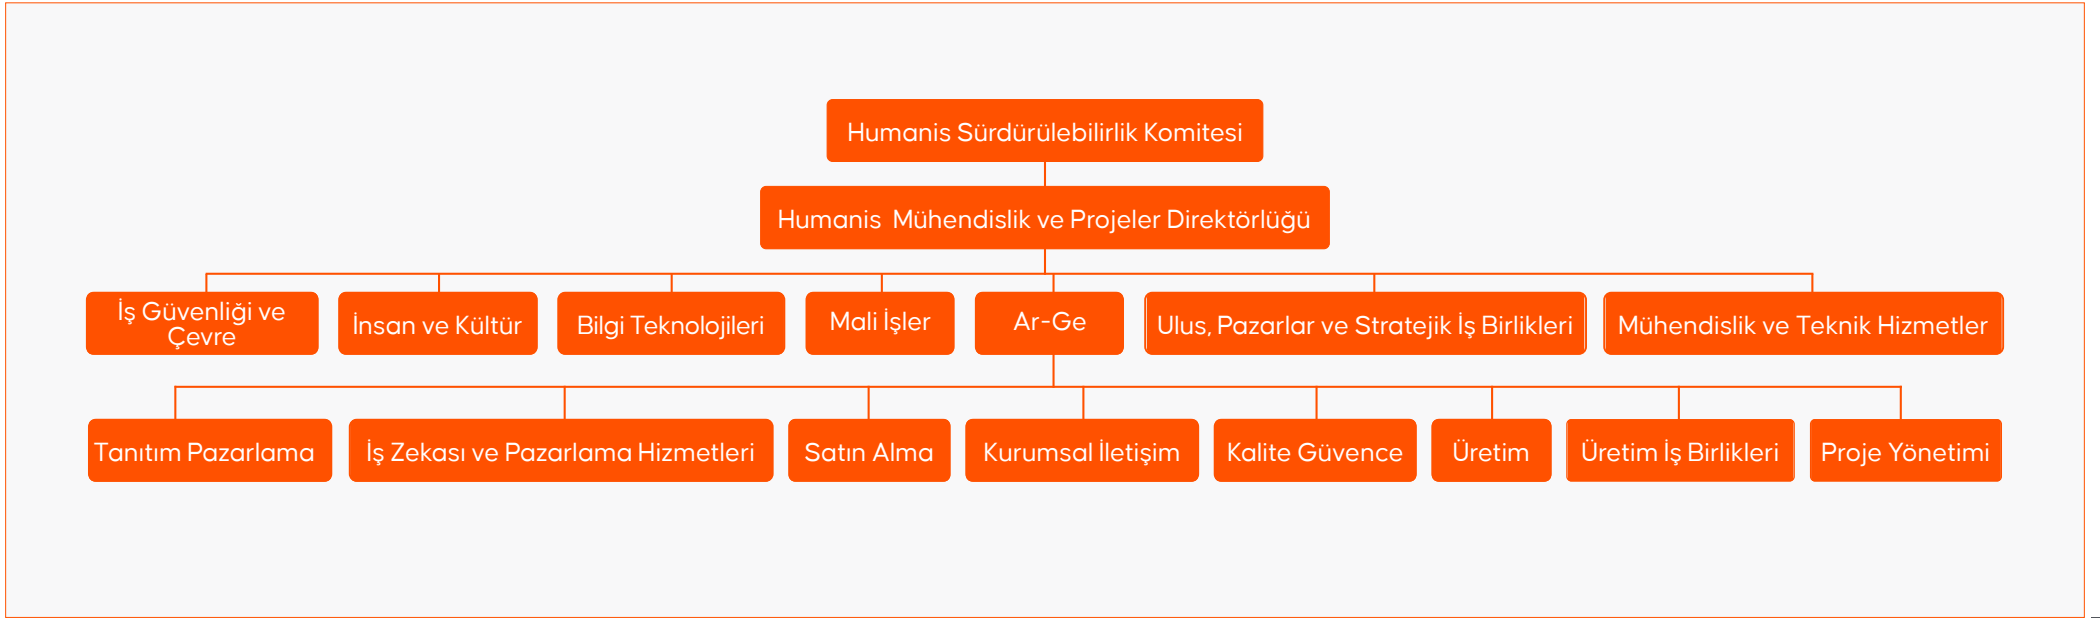 Humanis Sürdürülebilirlik Komitesi
Humanis Mühendislik ve Projeler Direktörlüğü
İş Güvenliği ve
Çevre
İnsan ve Kültür
Bilgi Teknolojileri
Mali İşler
Ar-Ge
Ulus, Pazarlar ve Stratejik İş Birlikleri
Mühendislik ve Teknik Hizmetler
Tanıtım Pazarlama
İş Zekası ve Pazarlama Hizmetleri
Satın Alma
Kurumsal İletişim
Kalite Güvence
Üretim
Üretim İş Birlikleri
Proje Yönetimi